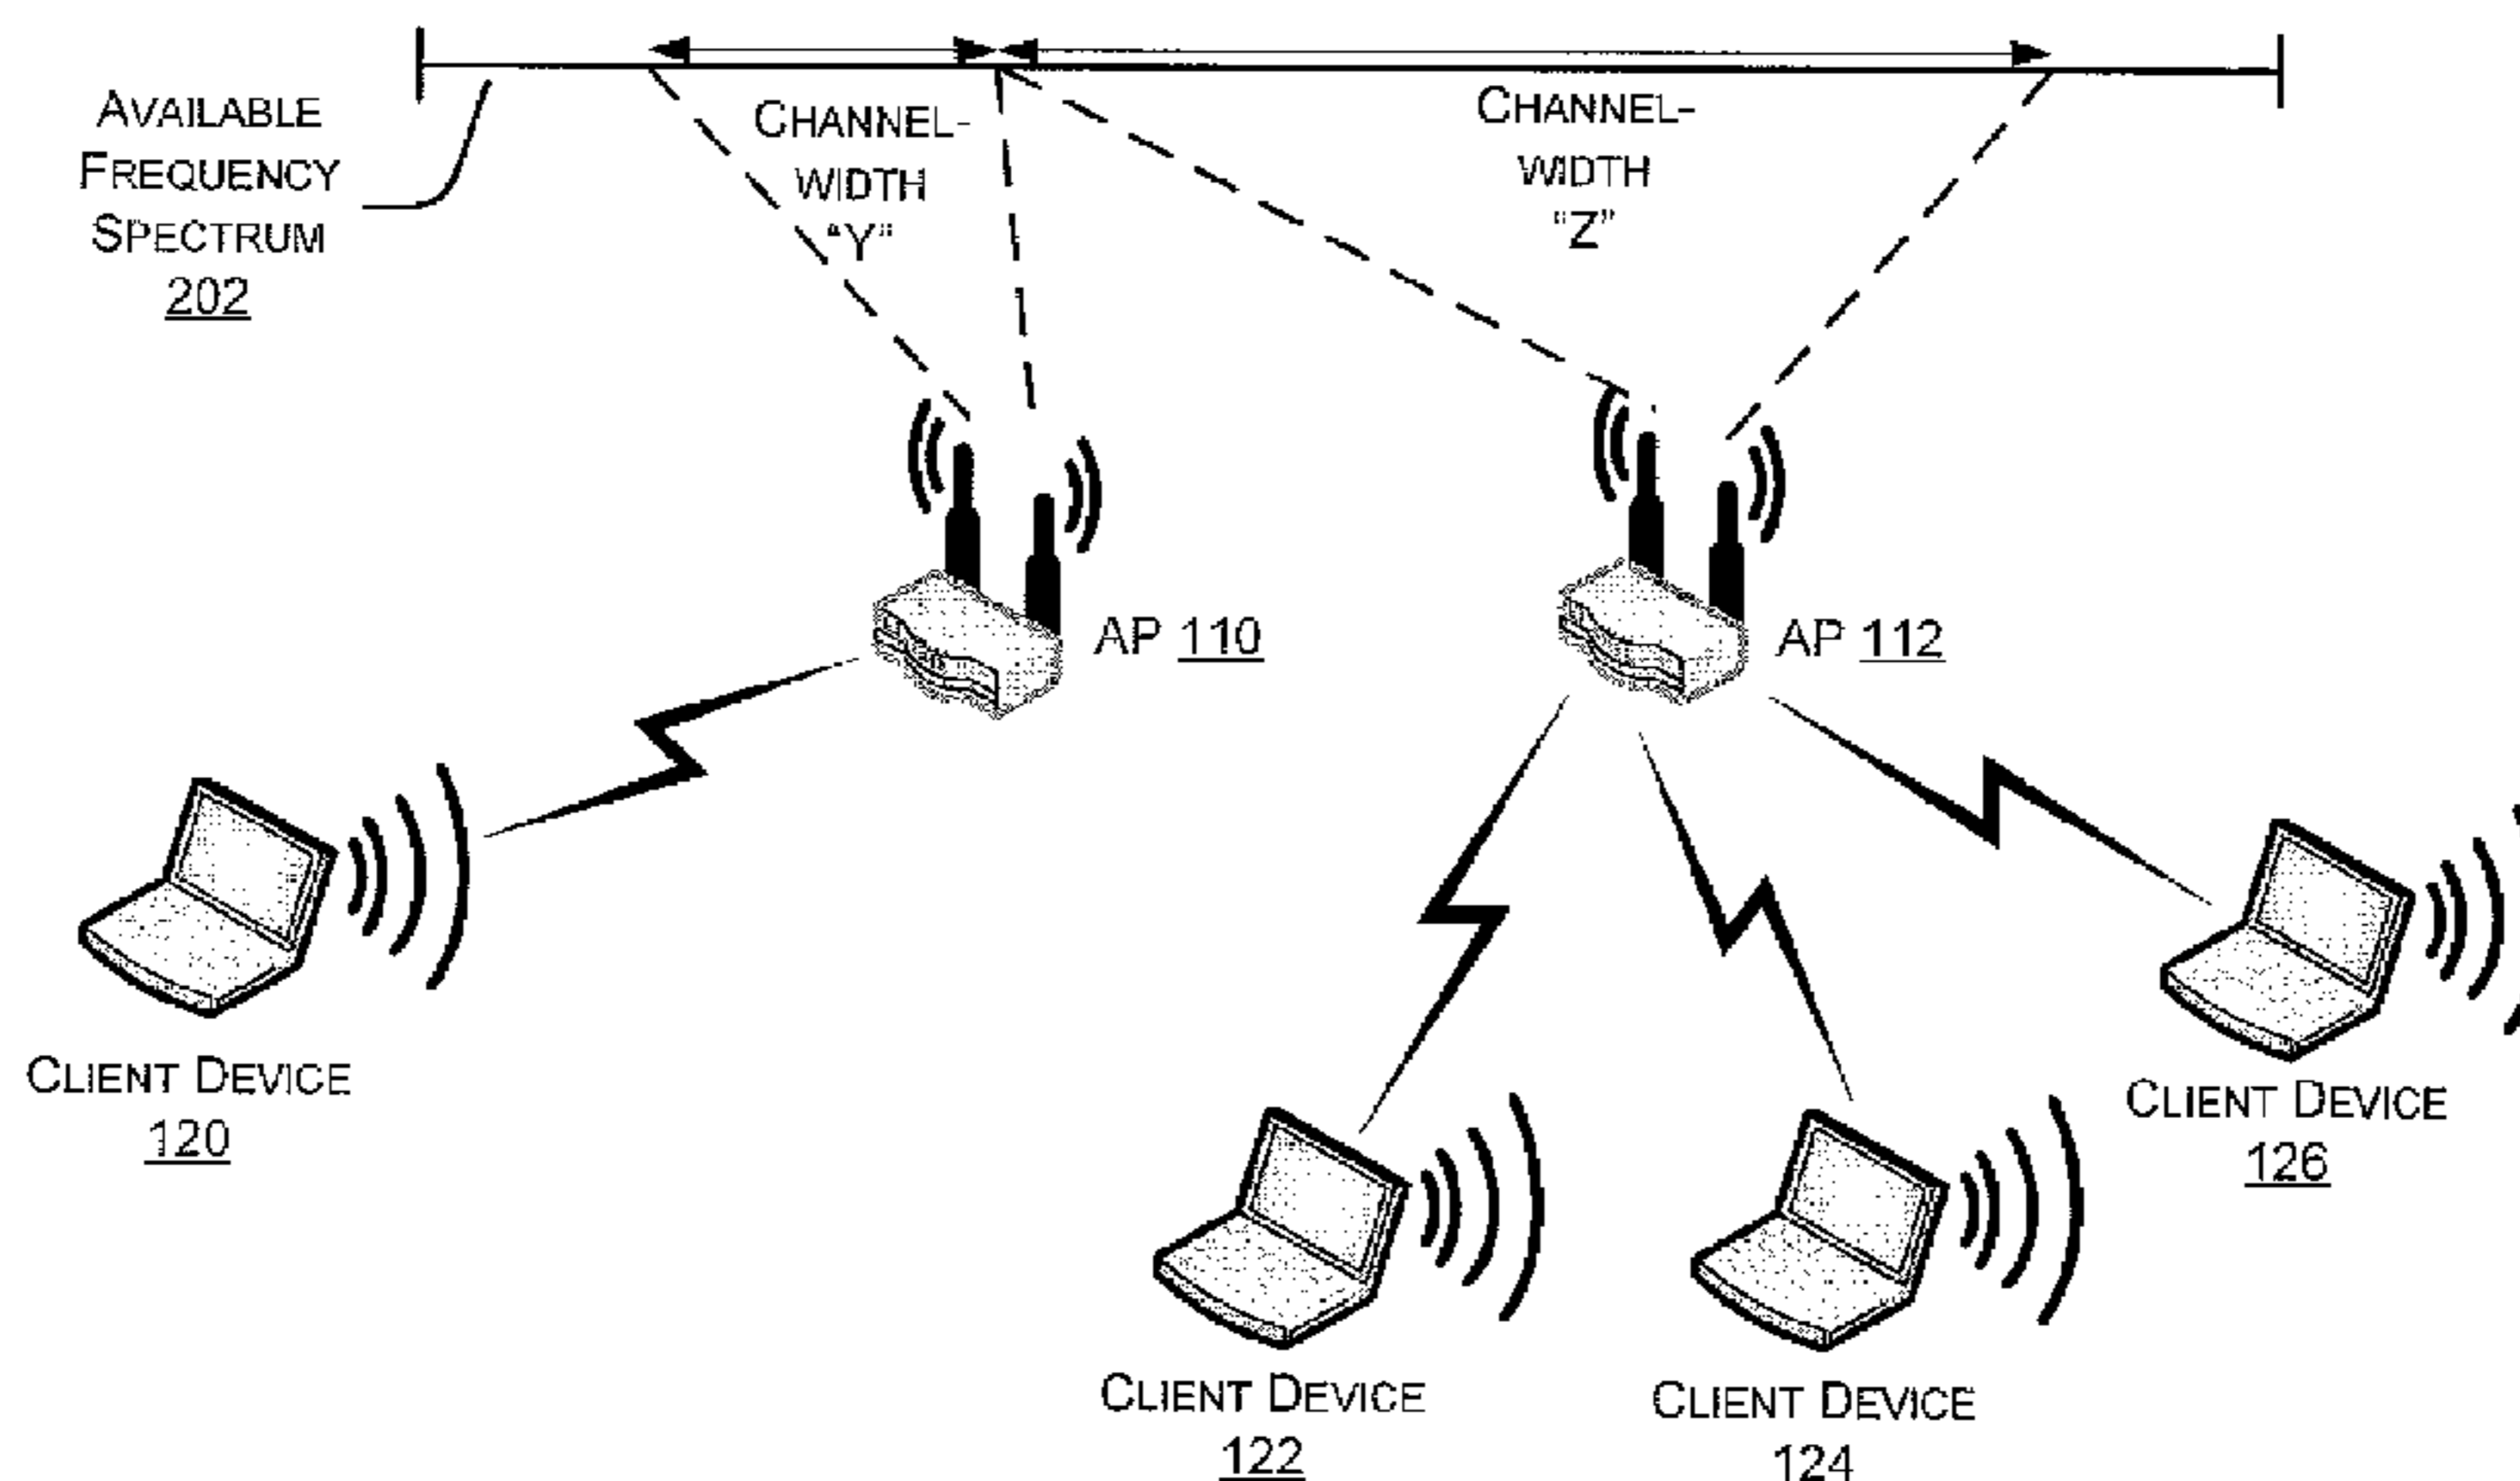 AVAILABLE
FREQUENCY
SPECTRUM
202
CHANNEL-
WIDTH
"Y"
CHANNEL-
WIDTH
"Z"
AP 110
AP 112
CLIENT DEVICE
120
CLIENT DEVICE
122
CLIENT DEVICE
124
CLIENT DEVICE
126